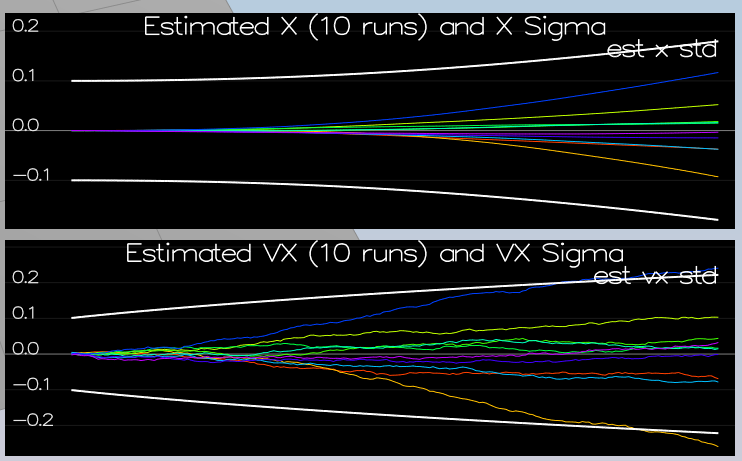 Estimated X (10 runs) and X Sigma
0.2
est x std
0.1
0.0
−0.1
Estimated VX (10 runs) and VX Sigma
0.2
est vx std
0.1
0.0
−0.1
−0.2